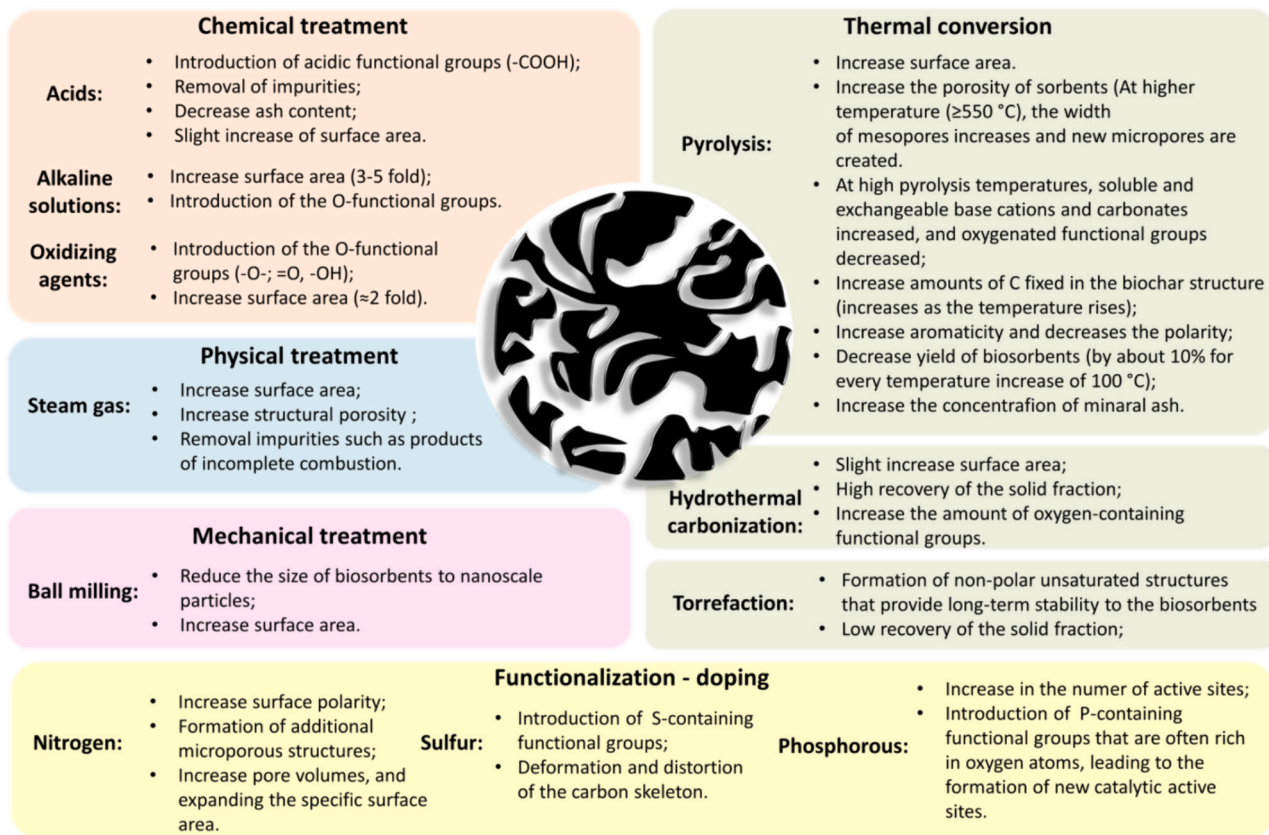 Chemical treatment
Acids:
• Introduction of acidic functional groups (-COOH);
• Removal of impurities;
• Decrease ash content;
• Slight increase of surface area.
Alkaline
solutions:
• Increase surface area (3-5 fold);
• Introduction of the O-functional groups.
Oxidizing
agents:
• Introduction of the O-functional
groups (-O-; =O, -OH);
• Increase surface area (≈2 fold).
Physical treatment
Steam gas:
• Increase surface area;
• Increase structural porosity ;
• Removal impurities such as products
of incomplete combustion.
Mechanical treatment
Ball milling:
• Reduce the size of biosorbents to nanoscale
particles;
• Increase surface area.
Thermal conversion
Pyrolysis:
• Increase surface area.
• Increase the porosity of sorbents (At higher
temperature (≥550 °C), the width
of mesopores increases and new micropores are
created.
• At high pyrolysis temperatures, soluble and
exchangeable base cations and carbonates
increased, and oxygenated functional groups
decreased;
• Increase amounts of C fixed in the biochar structure
(increases as the temperature rises);
• Increase aromaticity and decreases the polarity;
• Decrease yield of biosorbents (by about 10% for
every temperature increase of 100 °C);
• Increase the concentrafion of minaral ash.
Hydrothermal
carbonization:
• Slight increase surface area;
• High recovery of the solid fraction;
• Increase the amount of oxygen-containing
functional groups.
Torrefaction:
• Formation of non-polar unsaturated structures
that provide long-term stability to the biosorbents
• Low recovery of the solid fraction;
Functionalization - doping
Nitrogen:
• Increase surface polarity;
• Formation of additional
microporous structures;
• Increase pore volumes, and
expanding the specific surface
area.
Sulfur:
• Introduction of S-containing
functional groups;
• Deformation and distortion
of the carbon skeleton.
Phosphorous:
• Increase in the numer of active sites;
• Introduction of P-containing
functional groups that are often rich
in oxygen atoms, leading to the
formation of new catalytic active
sites.